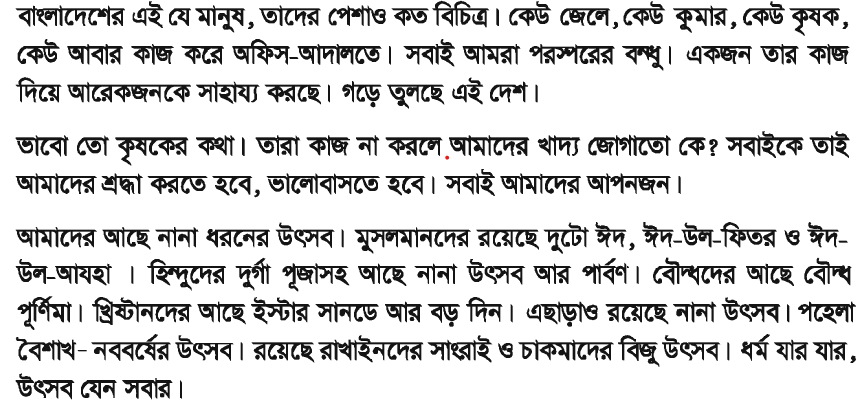 বাংলাদেশের এই যে মানুষ, তাদের পেশাও কত বিচিত্র। কেউ জেলে, কেউ কুমার, কেউ কৃষক,
কেউ আবার কাজ করে অফিস-আদালতে। সবাই আমরা পরস্পরের বন্ধু। একজন তার কাজ
দিয়ে আরেকজনকে সাহায্য করছে। গড়ে তুলছে এই দেশ।
ভাবো তো কৃষকের কথা। তারা কাজ না করলে আমাদের খাদ্য জোগাতো কে? সবাইকে তাই
আমাদের শ্রদ্ধা করতে হবে, ভালোবাসতে হবে। সবাই আমাদের আপনজন।
আমাদের আছে নানা ধরনের উৎসব। মুসলমানদের রয়েছে দুটো ঈদ, ঈদ-উল-ফিতর ও ঈদ-
উল-আযহা । হিন্দুদের দুর্গা পূজাসহ আছে নানা উৎসব আর পার্বণ। বৌদ্ধদের আছে বৌদ্ধ
পূর্ণিমা। খ্রিষ্টানদের আছে ইস্টার সানডে আর বড় দিন। এছাড়াও রয়েছে নানা উৎসব। পহেলা
বৈশাখ- নববর্ষের উৎসব। রয়েছে রাখাইনদের সাংরাই ও চাকমাদের বিজু উৎসব। ধর্ম যার যার,
উৎসব যেন সবার।